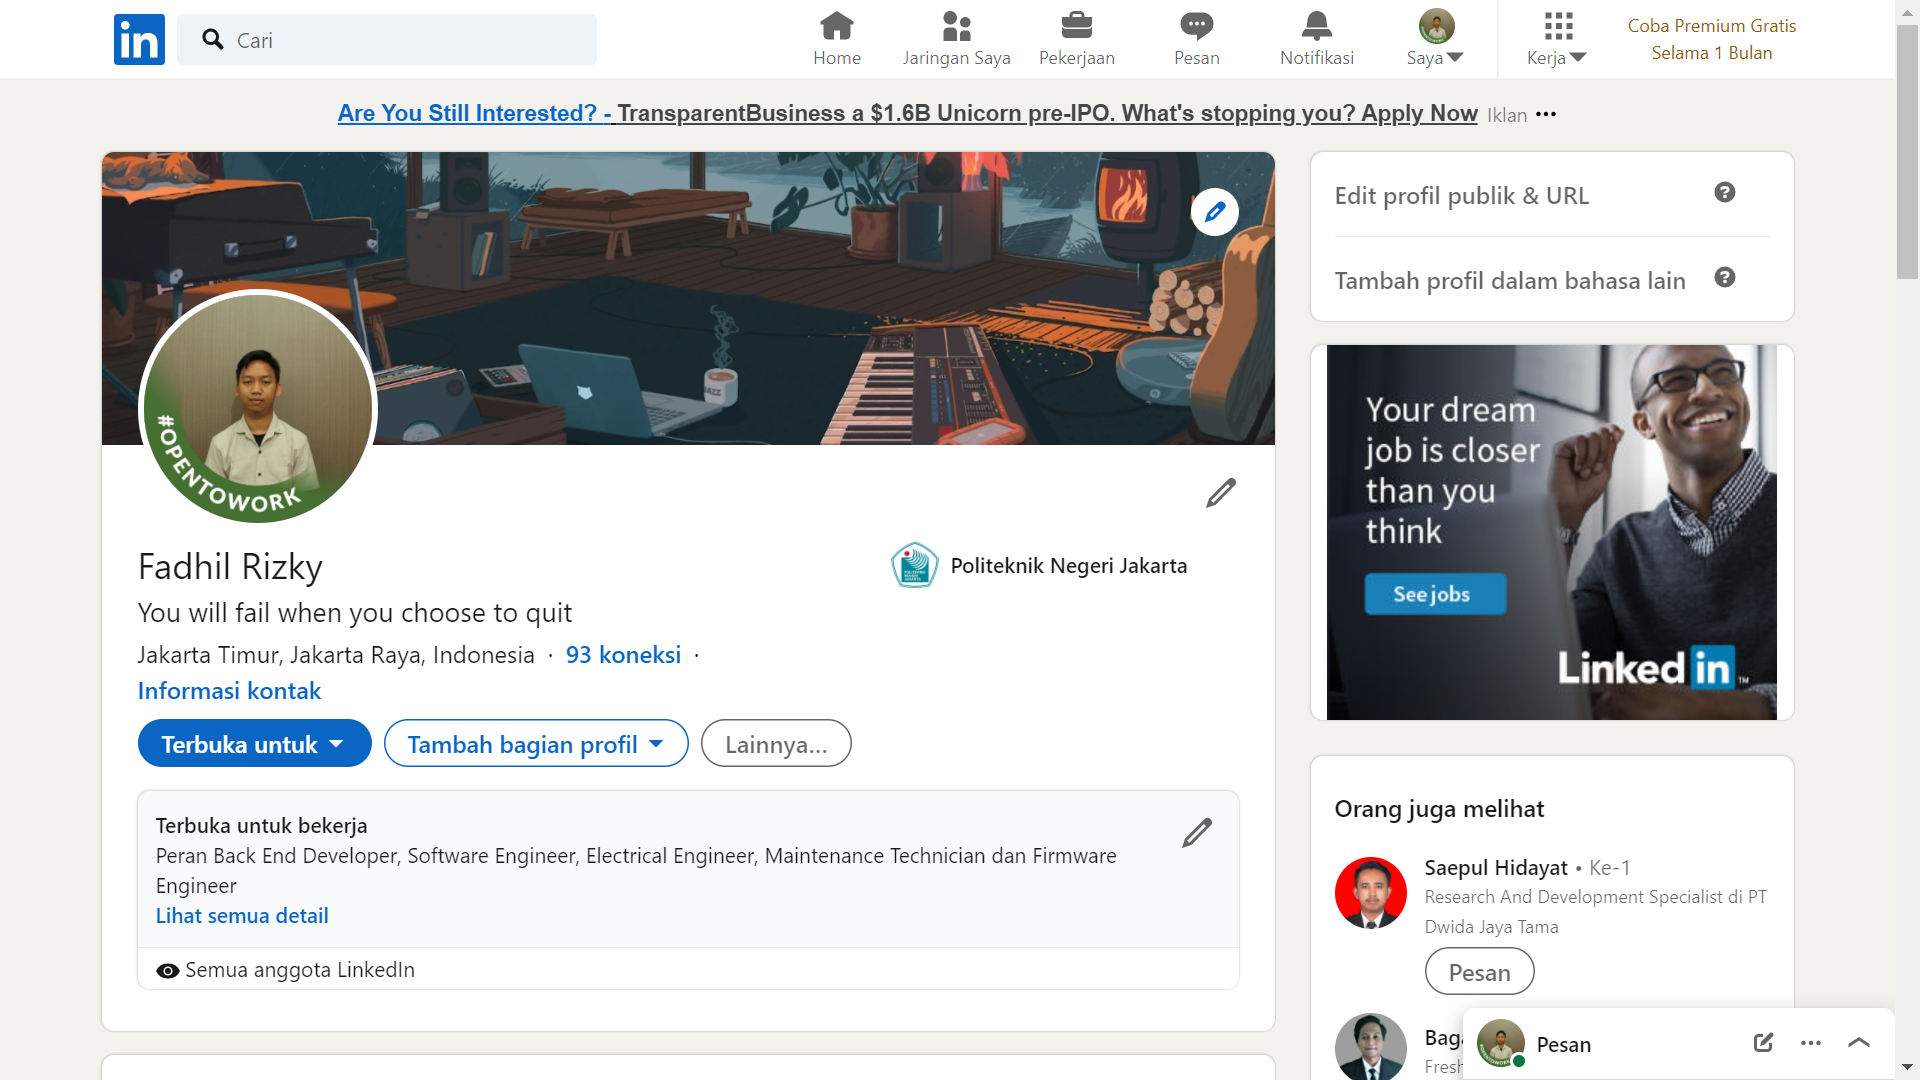 in
Cari
Home
Jaringan Saya
Pekerjaan
Pesan
Notifikasi
Saya
Kerja
Coba Premium Gratis
Selama 1 Bulan
Are You Still Interested? - TransparentBusiness a $1.6B Unicorn pre-IPO. What's stopping you? Apply Now Iklan
JAZZ
#OPENTOWORK
Fadhil Rizky
Politeknik Negeri Jakarta
You will fail when you choose to quit
Jakarta Timur, Jakarta Raya, Indonesia · 93 koneksi ·
Informasi kontak
Terbuka untuk
Tambah bagian profil
Lainnya...
Terbuka untuk bekerja
Peran Back End Developer, Software Engineer, Electrical Engineer, Maintenance Technician dan Firmware
Engineer
Lihat semua detail
Semua anggota LinkedIn
Edit profil publik & URL
Tambah profil dalam bahasa lain
Your dream
job is closer
than you
think
See jobs
Linked in ™
Orang juga melihat
Saepul Hidayat • Ke-1
Research And Development Specialist di PT
Dwida Jaya Tama
Pesan
Baga
Fresh
Pesan